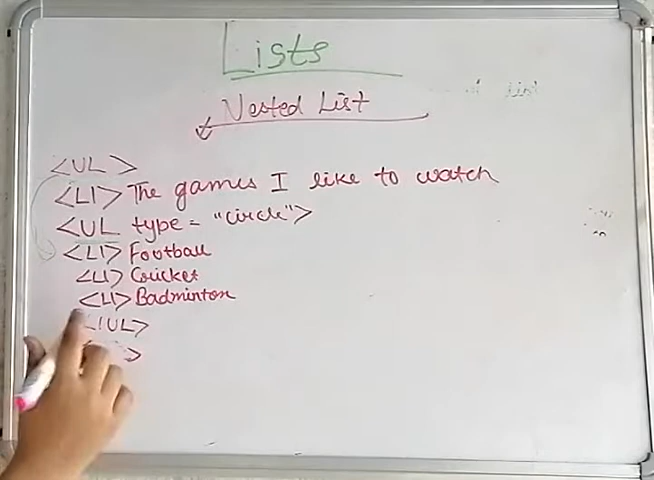 Lists
Nested List
<UL>
<LI> The games I like to watch
<UL type = "circle">
<LI> Football
<LI> Cricket
<LI> Badminton
</UL>